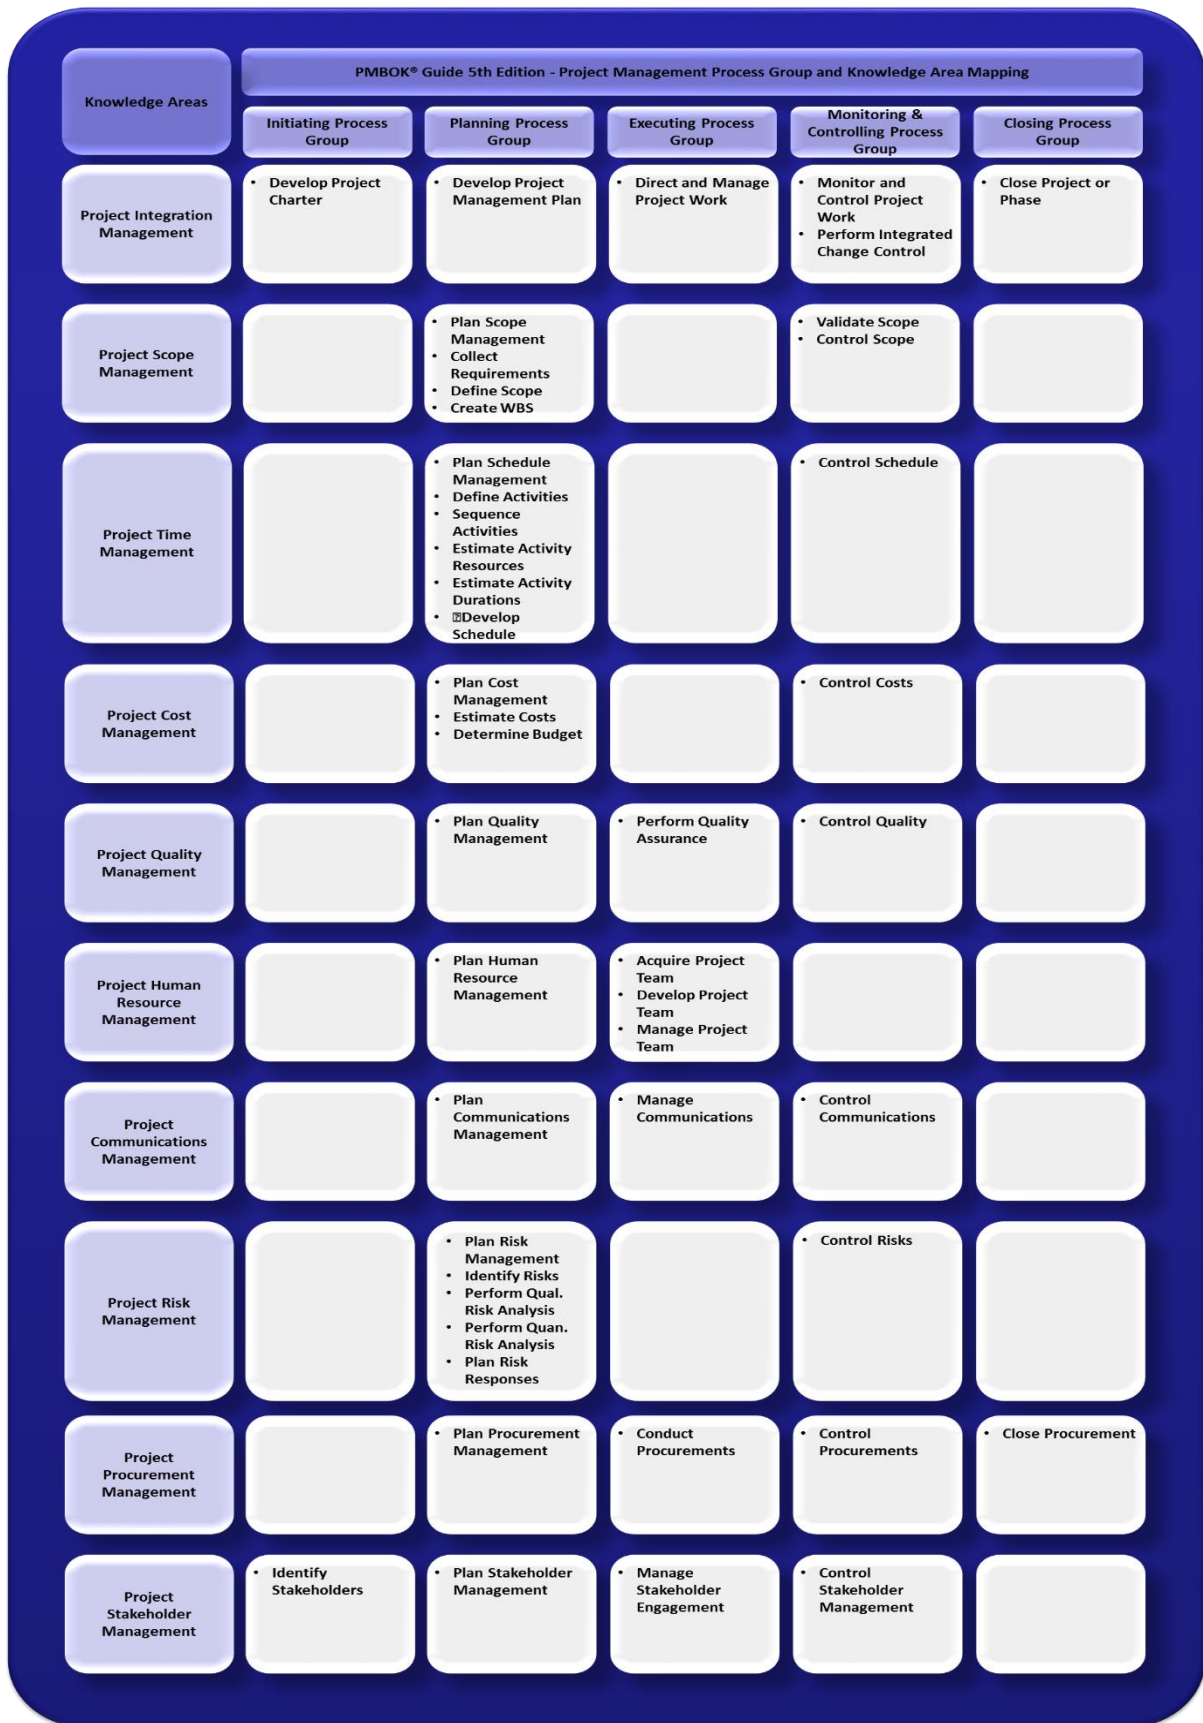 Knowledge Areas
PMBOK® Guide 5th Edition - Project Management Process Group and Knowledge Area Mapping
Initiating Process
Group
Planning Process
Group
Executing Process
Group
Monitoring &
Controlling Process
Group
Closing Process
Group
Project Integration
Management
• Develop Project
Charter
• Develop Project
Management Plan
• Direct and Manage
Project Work
• Monitor and
Control Project
Work
• Perform Integrated
Change Control
• Close Project or
Phase
Project Scope
Management
• Plan Scope
Management
• Collect
Requirements
• Define Scope
• Create WBS
• Validate Scope
• Control Scope
Project Time
Management
• Plan Schedule
Management
• Define Activities
• Sequence
Activities
• Estimate Activity
Resources
• Estimate Activity
Durations
• Develop
Schedule
• Control Schedule
Project Cost
Management
• Plan Cost
Management
• Estimate Costs
• Determine Budget
• Control Costs
Project Quality
Management
• Plan Quality
Management
• Perform Quality
Assurance
• Control Quality
Project Human
Resource
Management
• Plan Human
Resource
Management
• Acquire Project
Team
• Develop Project
Team
• Manage Project
Team
Project
Communications
Management
• Plan
Communications
Management
• Manage
Communications
• Control
Communications
Project Risk
Management
• Plan Risk
Management
• Identify Risks
• Perform Qual.
Risk Analysis
• Perform Quan.
Risk Analysis
• Plan Risk
Responses
• Control Risks
Project
Procurement
Management
• Plan Procurement
Management
• Conduct
Procurements
• Control
Procurements
• Close Procurement
Project
Stakeholder
Management
• Identify
Stakeholders
• Plan Stakeholder
Management
• Manage
Stakeholder
Engagement
• Control
Stakeholder
Management